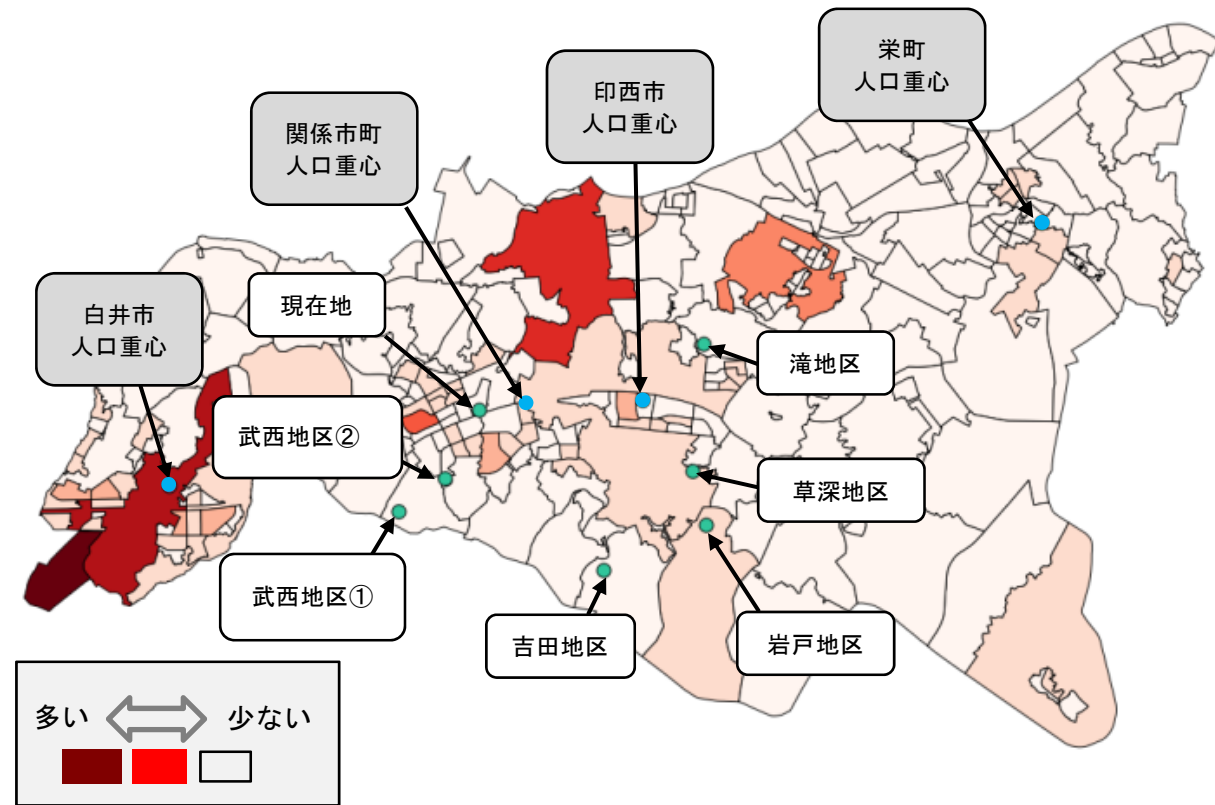 栄町
人口重心
印西市
人口重心
関係市町
人口重心
白井市
人口重心
現在地
武西地区②
武西地区①
滝地区
草深地区
岩戸地区
吉田地区
多い
少ない